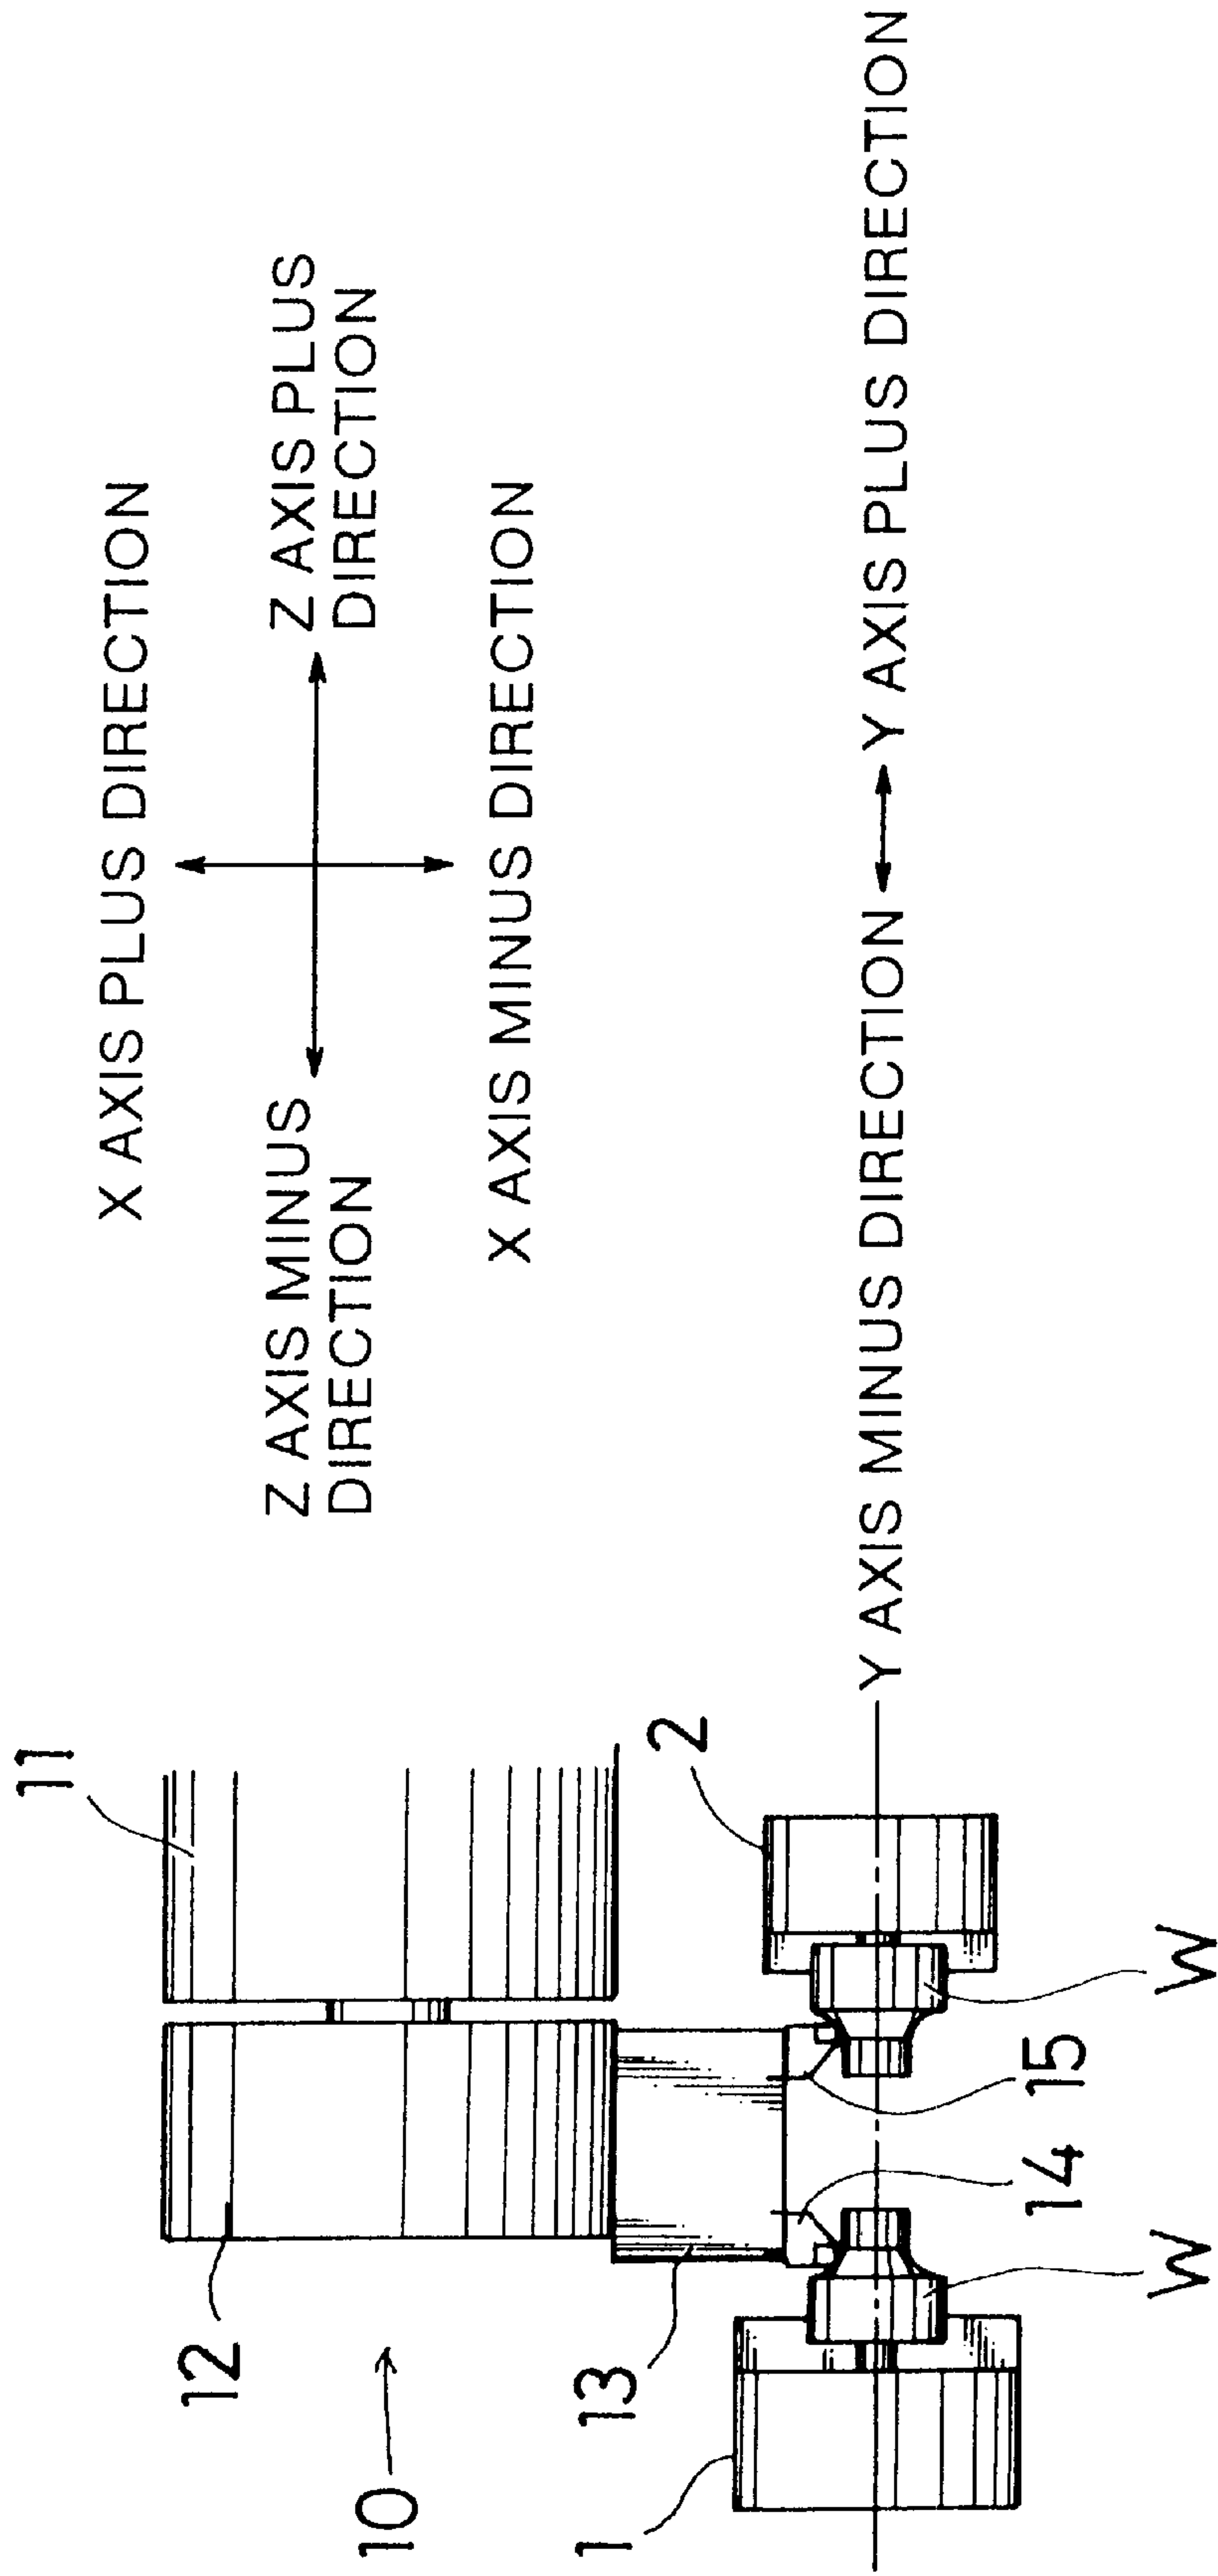 X AXIS PLUS DIRECTION
Z AXIS MINUS
DIRECTION
Z AXIS PLUS
DIRECTION
X AXIS MINUS DIRECTION
Y AXIS MINUS DIRECTION
Y AXIS PLUS DIRECTION
11
12
10
13
2
1
14
15
W
W